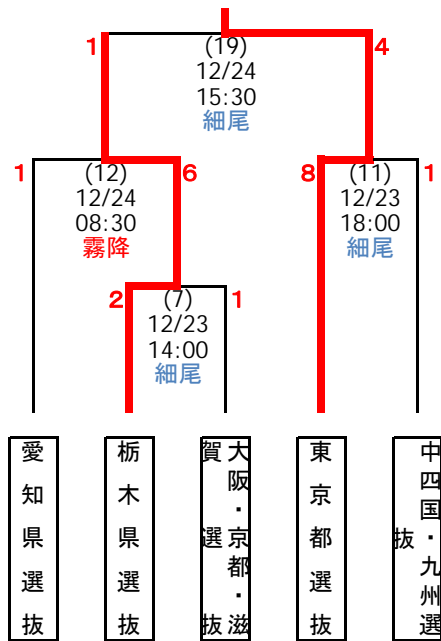 1
(19)
12/24
15:30
細尾
4
1
(12)
12/24
08:30
霧降
6
8
(11)
12/23
18:00
細尾
1
2
(7)
12/23
14:00
細尾
1
愛知県選抜
栃木県選抜
大阪・京都・滋
賀選抜
東京都選抜
中四国・九州選
抜